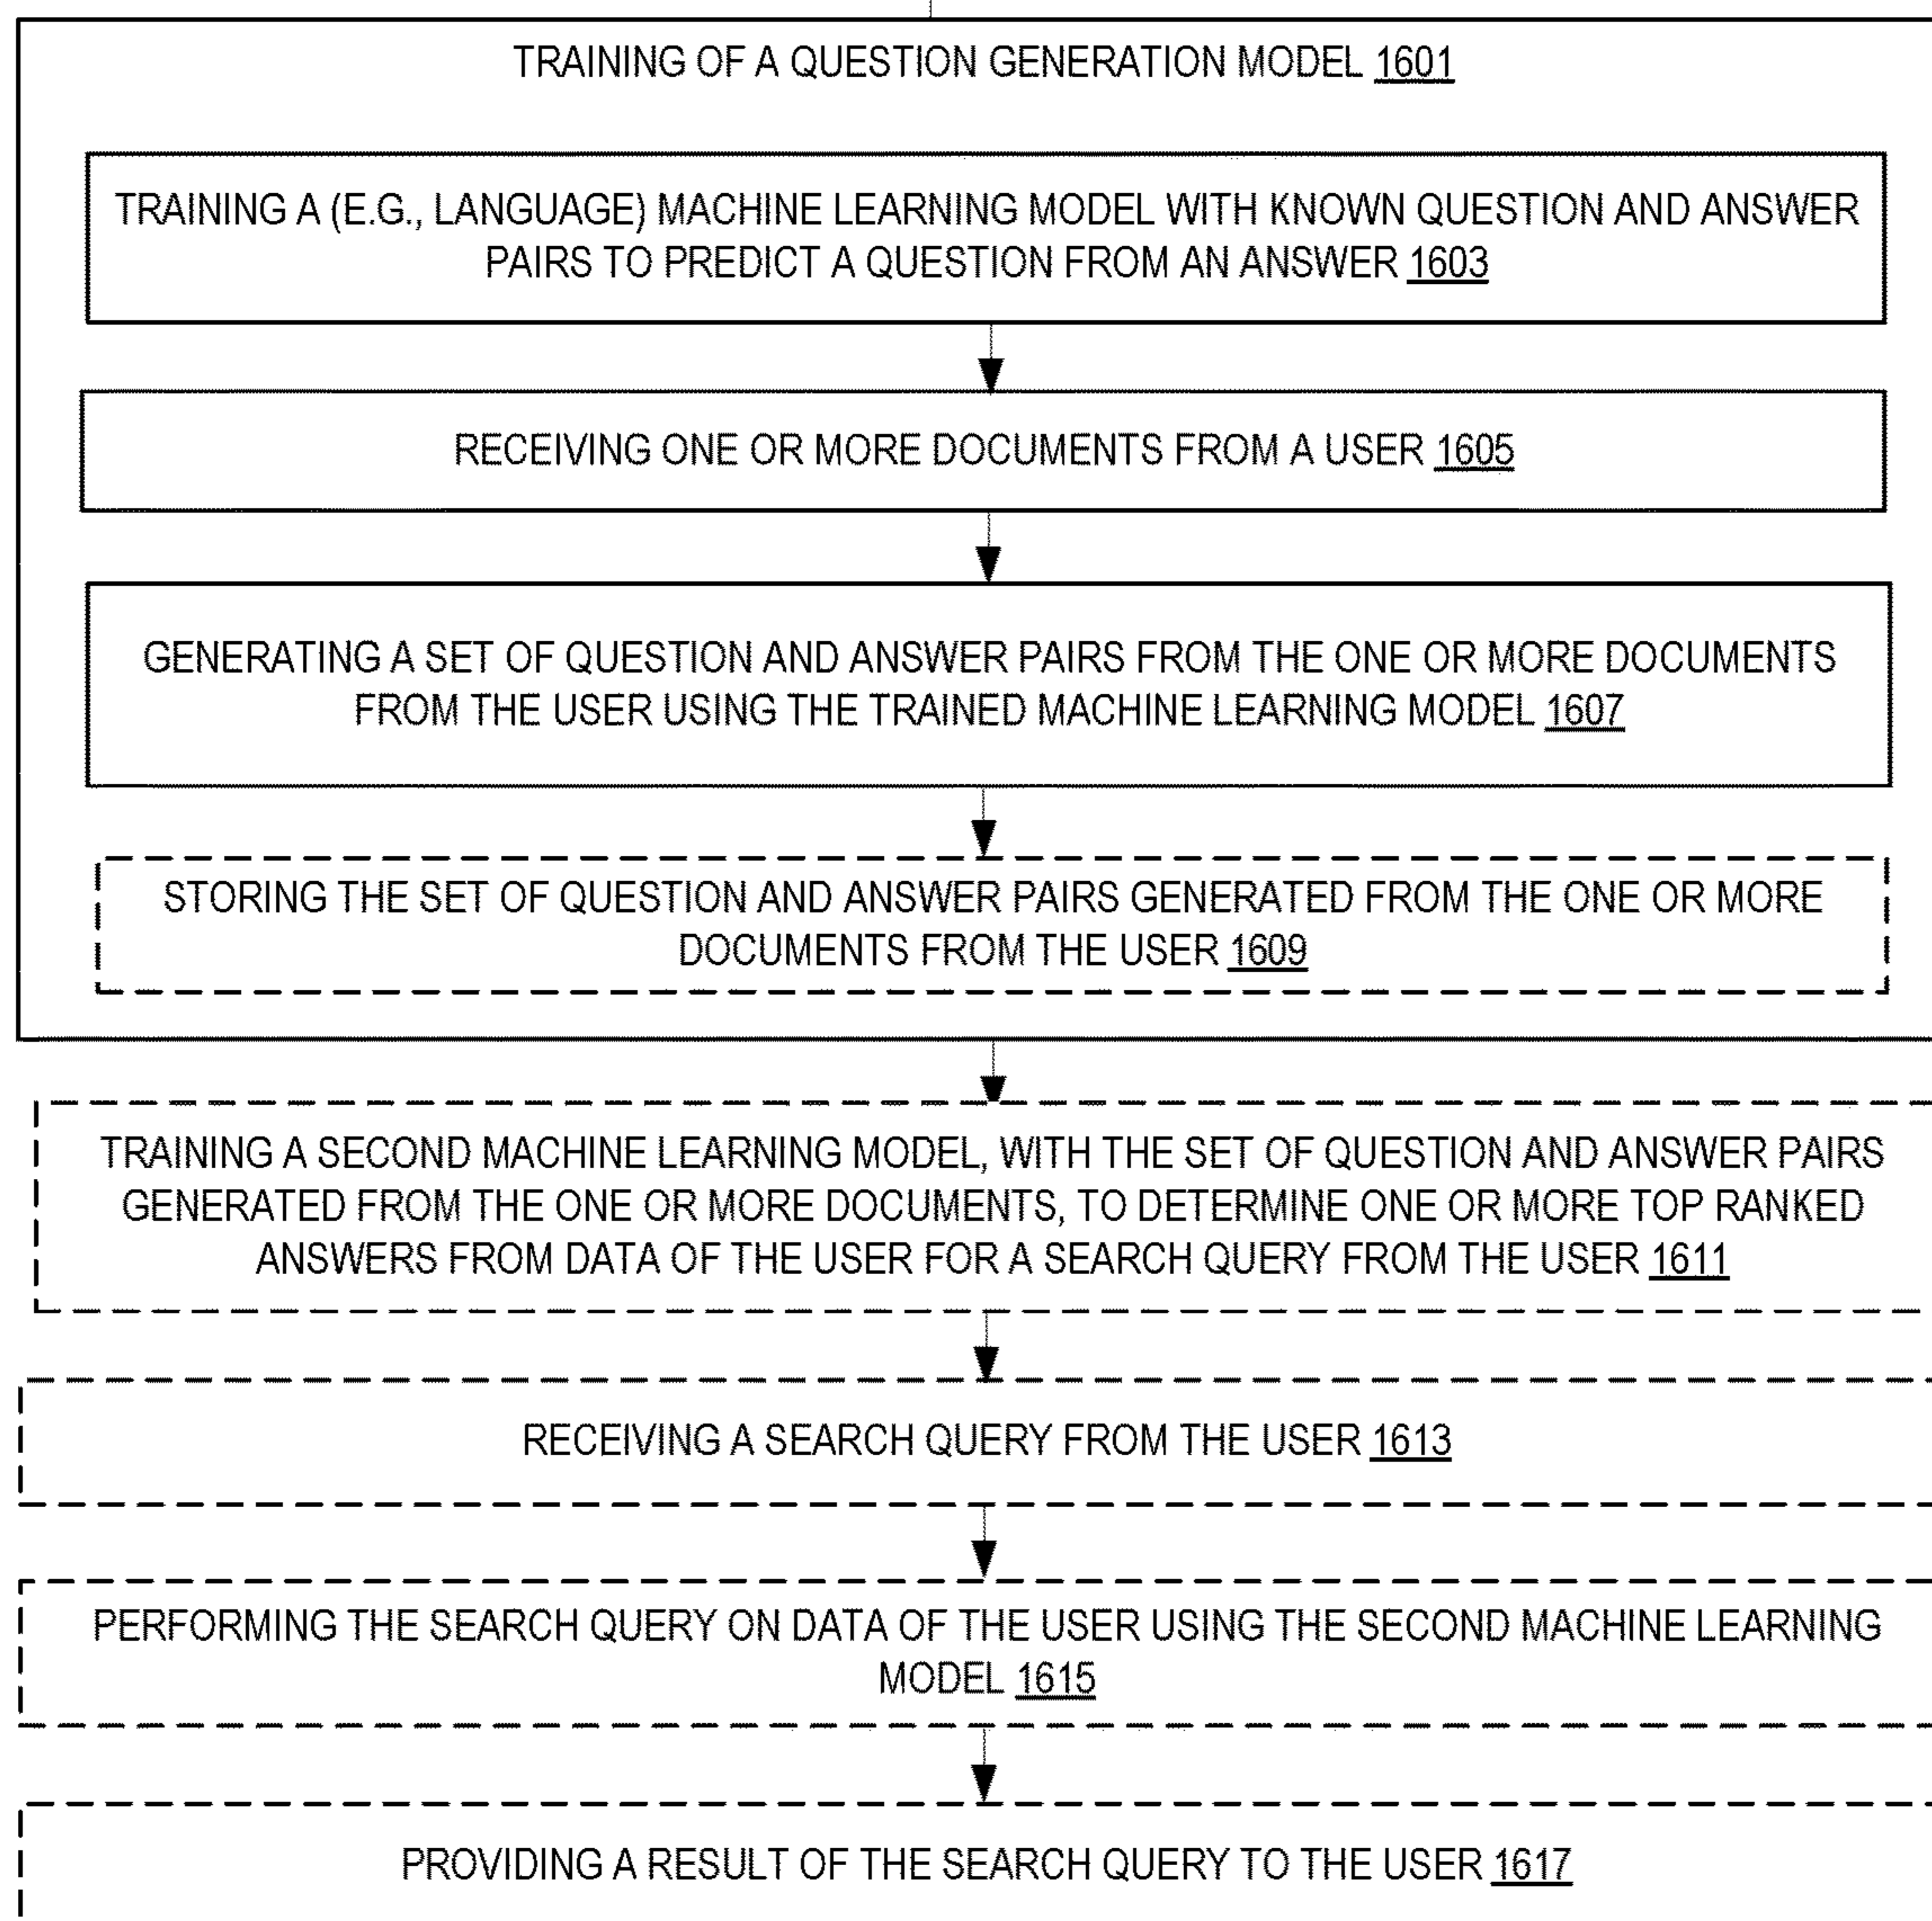 TRAINING OF A QUESTION GENERATION MODEL 1601
TRAINING A (E.G., LANGUAGE) MACHINE LEARNING MODEL WITH KNOWN QUESTION AND ANSWER
PAIRS TO PREDICT A QUESTION FROM AN ANSWER 1603
RECEIVING ONE OR MORE DOCUMENTS FROM A USER 1605
GENERATING A SET OF QUESTION AND ANSWER PAIRS FROM THE ONE OR MORE DOCUMENTS
FROM THE USER USING THE TRAINED MACHINE LEARNING MODEL 1607
STORING THE SET OF QUESTION AND ANSWER PAIRS GENERATED FROM THE ONE OR MORE
DOCUMENTS FROM THE USER 1609
TRAINING A SECOND MACHINE LEARNING MODEL, WITH THE SET OF QUESTION AND ANSWER PAIRS
GENERATED FROM THE ONE OR MORE DOCUMENTS, TO DETERMINE ONE OR MORE TOP RANKED
ANSWERS FROM DATA OF THE USER FOR A SEARCH QUERY FROM THE USER 1611
RECEIVING A SEARCH QUERY FROM THE USER 1613
PERFORMING THE SEARCH QUERY ON DATA OF THE USER USING THE SECOND MACHINE LEARNING
MODEL 1615
PROVIDING A RESULT OF THE SEARCH QUERY TO THE USER 1617